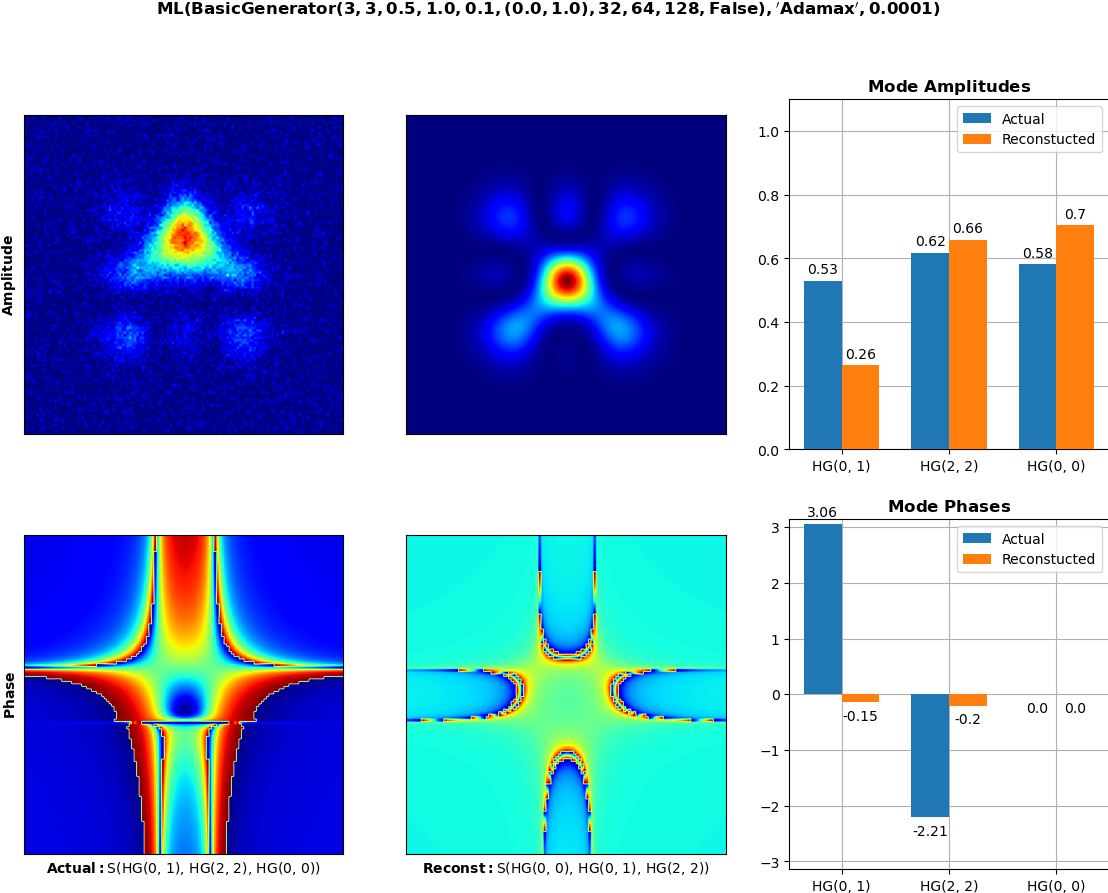 ML(BasicGenerator(3, 3, 0.5, 1.0, 0.1, (0.0, 1.0), 32, 64, 128, False), ′Adamax′, 0.0001)
Amplitude
Mode Amplitudes
Actual
Reconstucted
1.0
0.8
0.6
0.4
0.2
0.0
0.53
0.26
0.62
0.66
0.58
0.7
HG(0, 1)
HG(2, 2)
HG(0, 0)
Phase
Actual: S(HG(0, 1), HG(2, 2), HG(0, 0))
Reconst: S(HG(0, 0), HG(0, 1), HG(2, 2))
Mode Phases
Actual
Reconstucted
3
2
1
0
−1
−2
−3
3.06
-0.15
-2.21
-0.2
0.0
0.0
HG(0, 1)
HG(2, 2)
HG(0, 0)